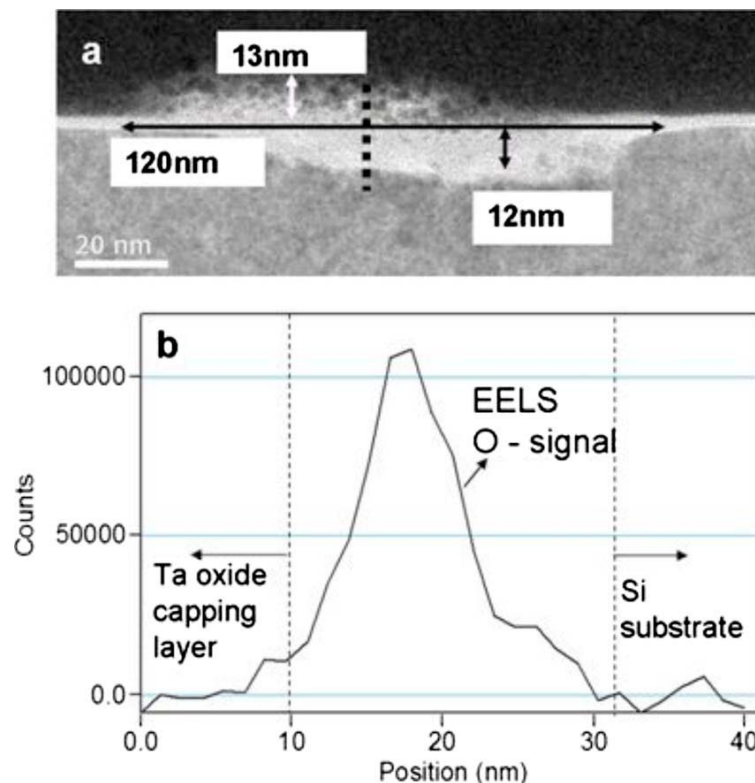 a
13nm
120nm
12nm
20 nm
b
100000
50000
0.0
Counts
EELS
O - signal
Ta oxide
capping
layer
Si
substrate
0.0 10 20 30 40
Position (nm)